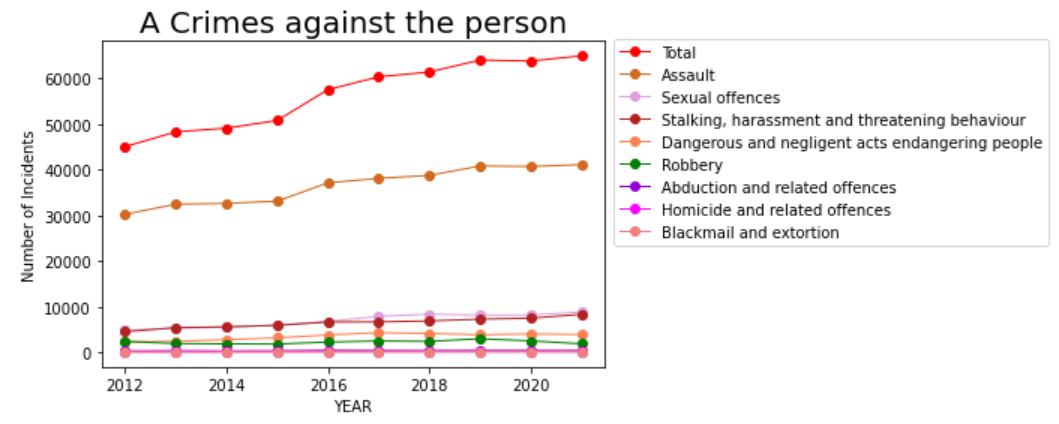 A Crimes against the person
Number of Incidents
60000
50000
40000
30000
20000
10000
0
2012 2014 2016 2018 2020
YEAR
Total
Assault
Sexual offences
Stalking, harassment and threatening behaviour
Dangerous and negligent acts endangering people
Robbery
Abduction and related offences
Homicide and related offences
Blackmail and extortion